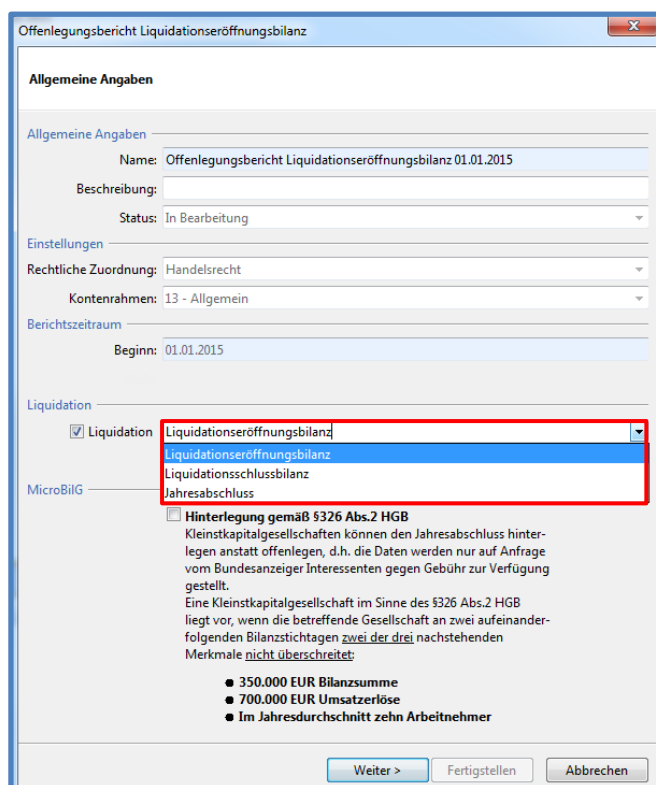 Offenlegungsbericht Liquidationseröffnungsbilanz
Allgemeine Angaben
Allgemeine Angaben
Name: Offenlegungsbericht Liquidationseröffnungsbilanz 01.01.2015
Beschreibung:
Status: In Bearbeitung
Einstellungen
Rechtliche Zuordnung: Handelsrecht
Kontenrahmen: 13 - Allgemein
Berichtszeitraum
Beginn: 01.01.2015
Liquidation
Liquidation Liquidationseröffnungsbilanz
Liquidationseröffnungsbilanz
Liquidationsschlussbilanz
Jahresabschluss
MicroBilG
Hinterlegung gemäß §326 Abs.2 HGB
Kleinstkapitalgesellschaften können den Jahresabschluss hinter-
legen anstatt offenlegen, d.h. die Daten werden nur auf Anfrage
vom Bundesanzeiger Interessenten gegen Gebühr zur Verfügung
gestellt.
Eine Kleinstkapitalgesellschaft im Sinne des §326 Abs.2 HGB
liegt vor, wenn die betreffende Gesellschaft an zwei aufeinander-
folgenden Bilanzstichtagen zwei der drei nachstehenden
Merkmale nicht überschreitet:
● 350.000 EUR Bilanzsumme
● 700.000 EUR Umsatzerlöse
● Im Jahresdurchschnitt zehn Arbeitnehmer
Weiter > Fertigstellen Abbrechen